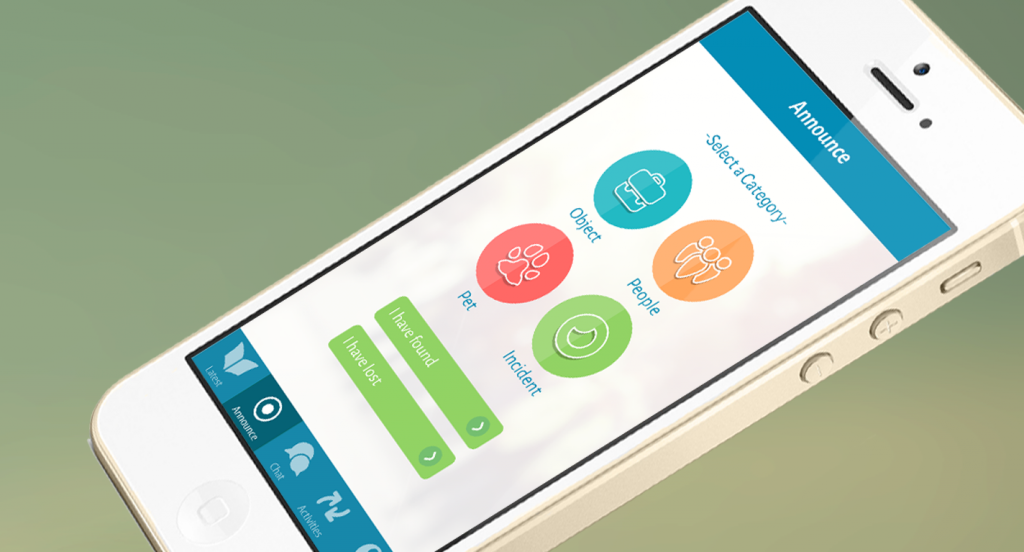 Announce
-Select a Category-
Object
People
Pet
Incident
I have found
I have lost
Latest
Announce
Chat
Activities